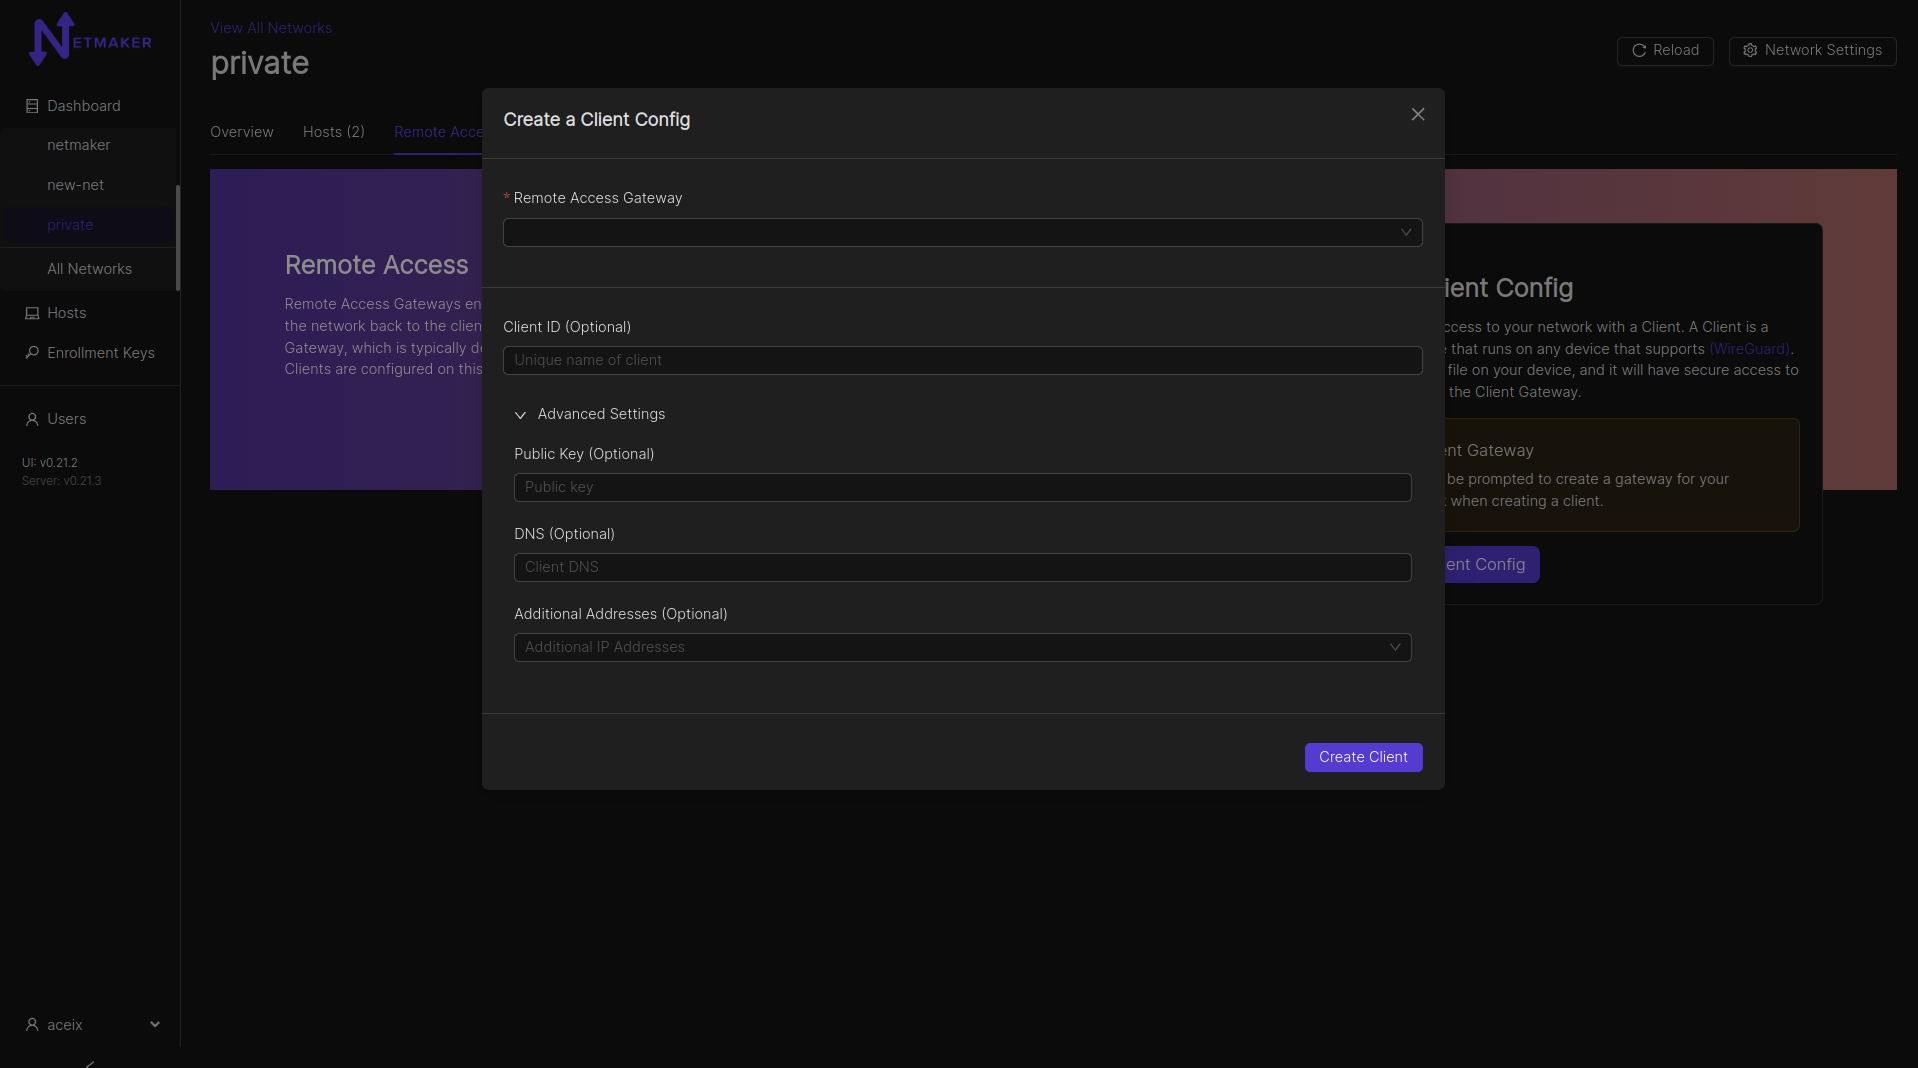 NETMAKER
Dashboard
netmaker
new-net
private
All Networks
Hosts
Enrollment Keys
Users
UI: v0.21.2
Server: v0.21.3
aceix
View All Networks
private
Reload
Network Settings
Overview
Hosts (2)
Remote Acce
Remote Access
Remote Access Gateways en
the network back to the clien
Gateway, which is typically de
Clients are configured on this
Create a Client Config
* Remote Access Gateway
Client ID (Optional)
Unique name of client
Advanced Settings
Public Key (Optional)
Public key
DNS (Optional)
Client DNS
Additional Addresses (Optional)
Additional IP Addresses
Create Client
ient Config
ccess to your network with a Client. A Client is a
that runs on any device that supports (WireGuard).
file on your device, and it will have secure access to
the Client Gateway.
nt Gateway
be prompted to create a gateway for your
when creating a client.
ent Config